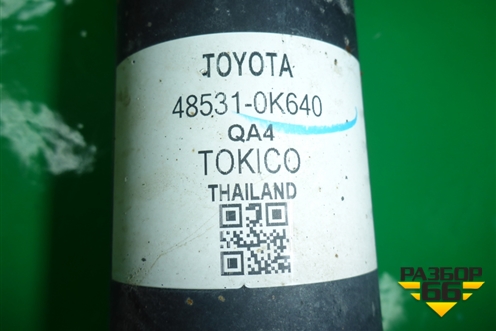 TOYOTA
48531-0K640
QA4
TOKICO
THAILAND
РАЗБОР
66